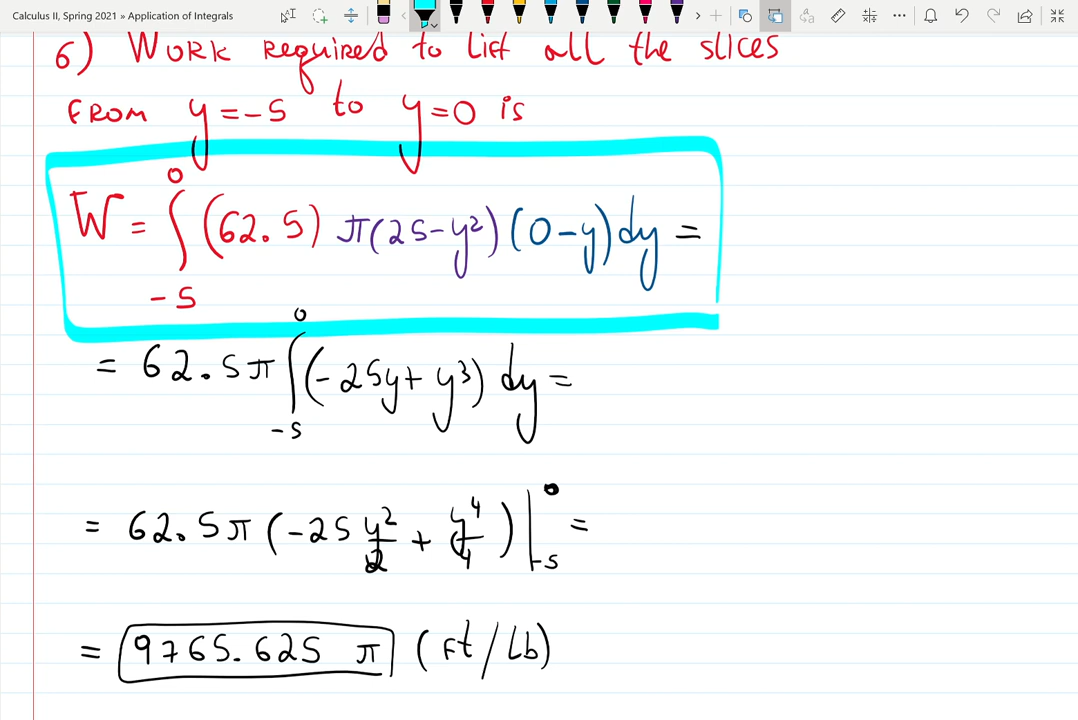 Calculus II, Spring 2021 » Application of Integrals
6) Work required to lift all the slices
from y=-5 to y=0 is
W = ∫_{-5}^{0} (62.5) π(25-y²)(0-y)dy =
= 62.5π ∫_{-5}^{0} (-25y+y³) dy =
= 62.5π (-25 y²/2 + y⁴/4) |_{-5}^{0} =
= 9765.625 π (ft/Lb)